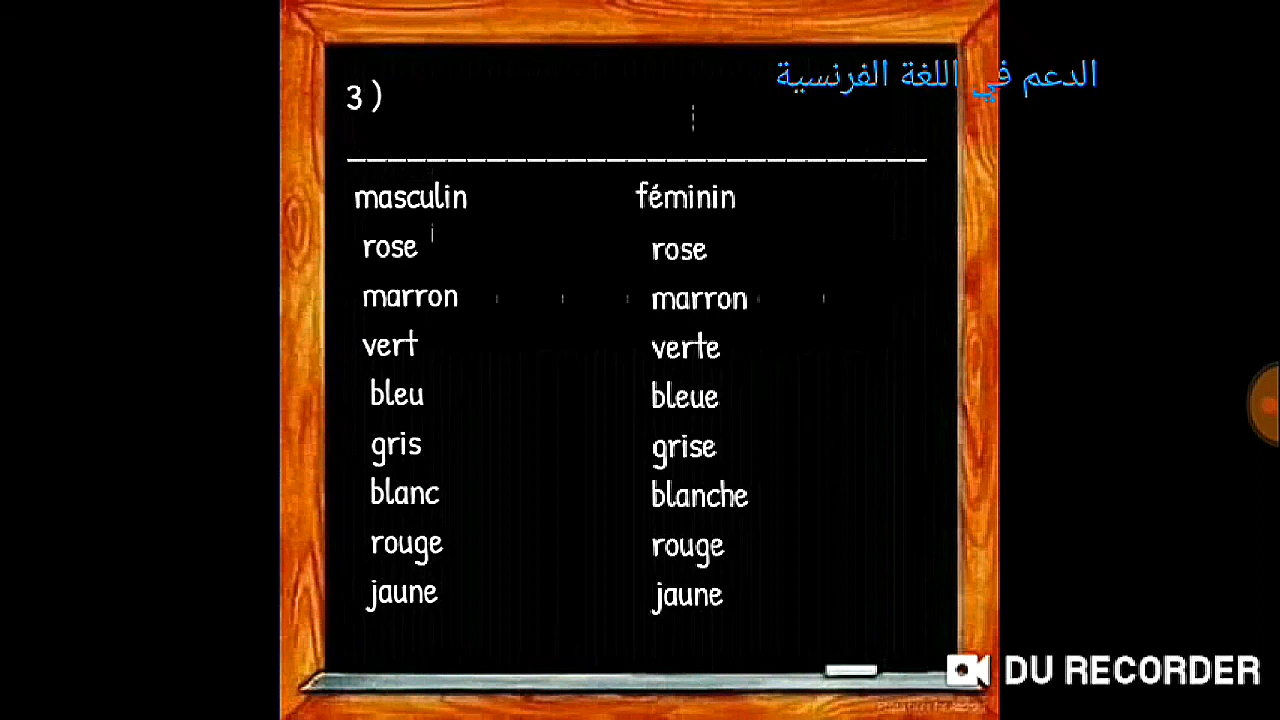 الدعم في اللغة الفرنسية
3)
masculin féminin
rose rose
marron marron
vert verte
bleu bleue
gris grise
blanc blanche
rouge rouge
jaune jaune
DU RECORDER